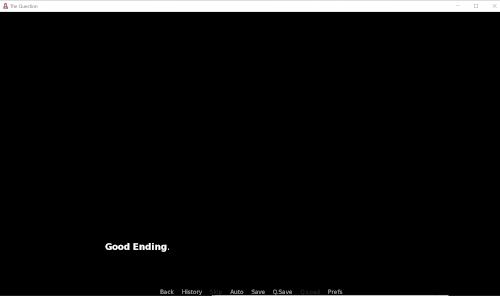 The Question
Good Ending.
Back History Skip Auto Save Q.Save Q.Load Prefs